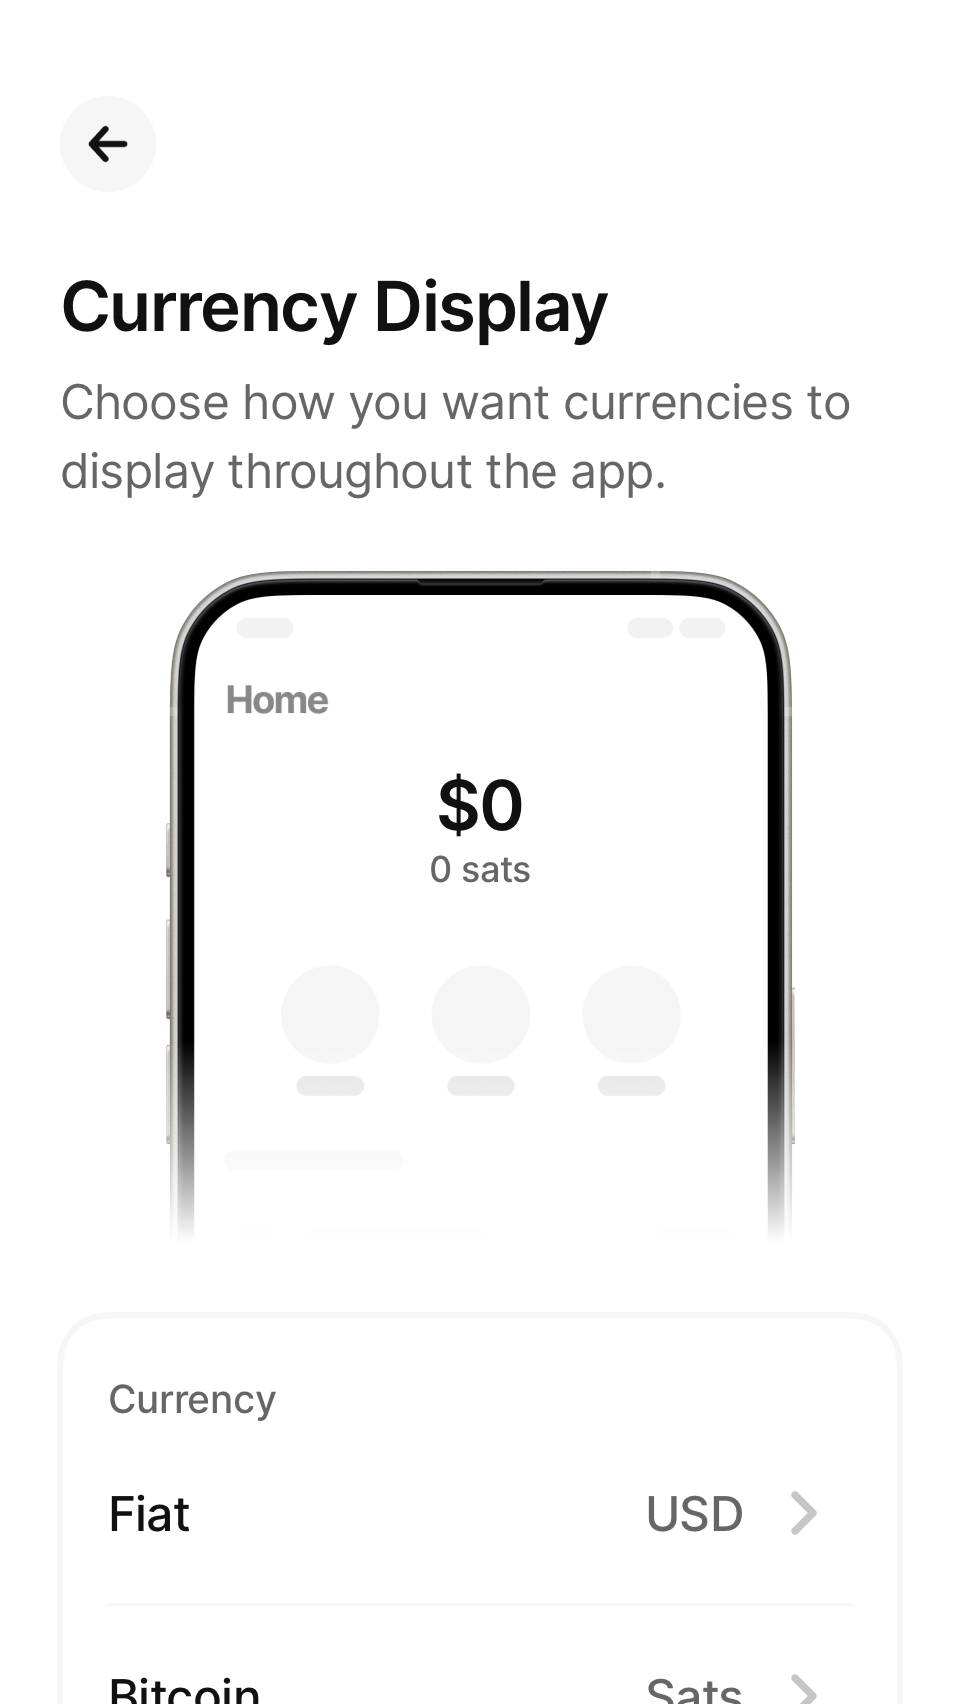 Currency Display
Choose how you want currencies to
display throughout the app.
Home
$0
0 sats
Currency
Fiat USD
Bitcoin Sats